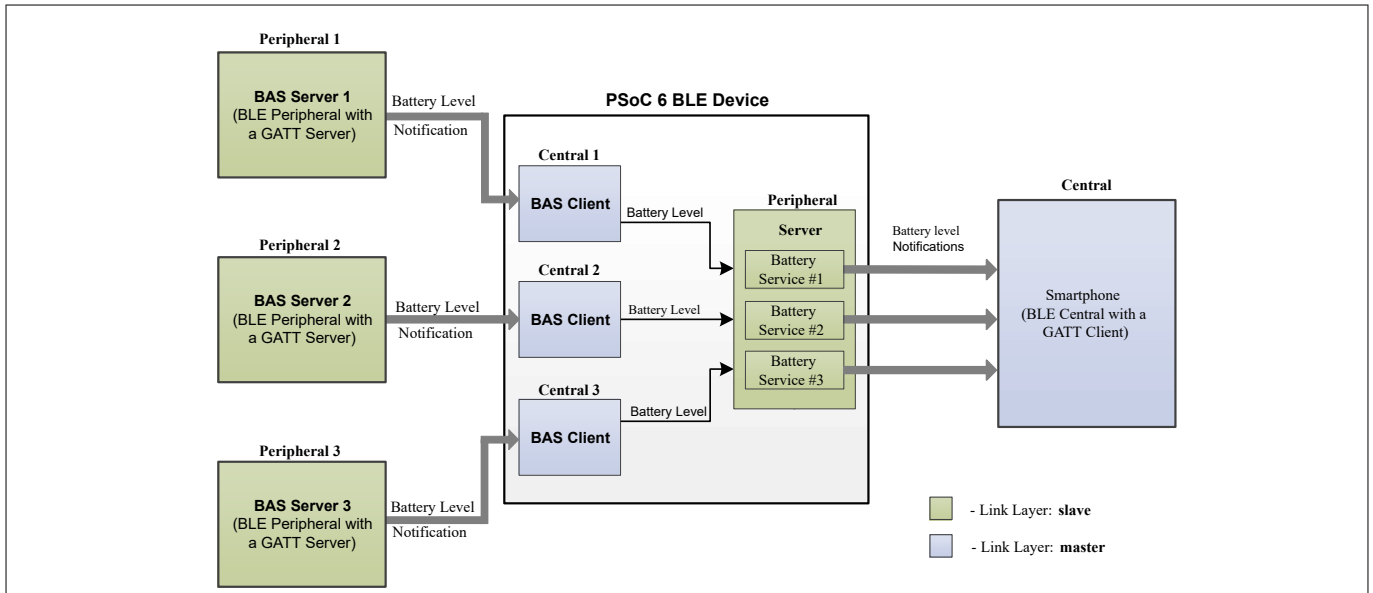 Peripheral 1
BAS Server 1
(BLE Peripheral with
a GATT Server)
Battery Level
Notification
Peripheral 2
BAS Server 2
(BLE Peripheral with
a GATT Server)
Battery Level
Notification
Peripheral 3
BAS Server 3
(BLE Peripheral with
a GATT Server)
Battery Level
Notification
PSoC 6 BLE Device
Central 1
BAS Client
Battery Level
Central 2
BAS Client
Battery Level
Central 3
BAS Client
Battery Level
Peripheral
Server
Battery
Service #1
Battery
Service #2
Battery
Service #3
Battery level
Notifications
Central
Smartphone
(BLE Central with a
GATT Client)
- Link Layer: slave
- Link Layer: master